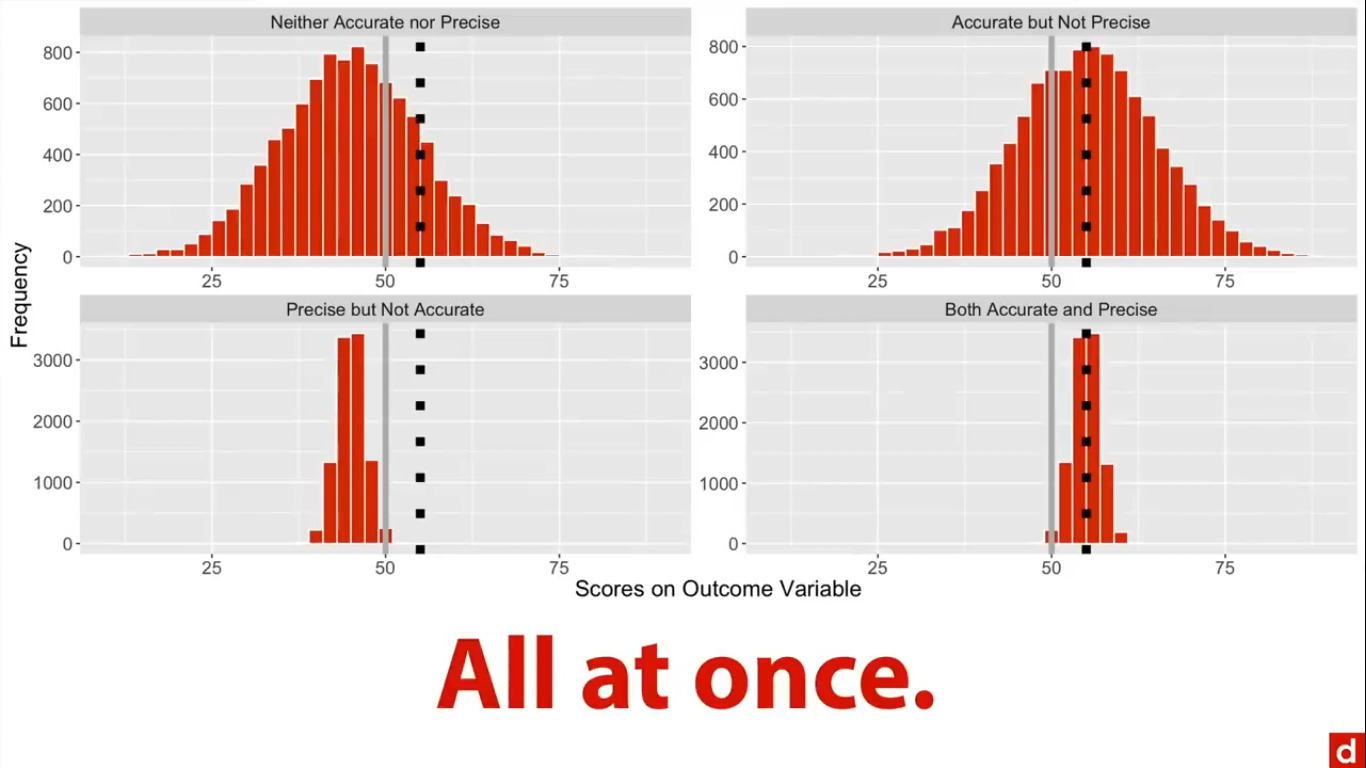 Neither Accurate nor Precise
Accurate but Not Precise
800
600
400
200
0
25 50 75
800
600
400
200
0
25 50 75
Frequency
Precise but Not Accurate
Both Accurate and Precise
3000
2000
1000
0
25 50 75
3000
2000
1000
0
25 50 75
Scores on Outcome Variable
All at once.
d